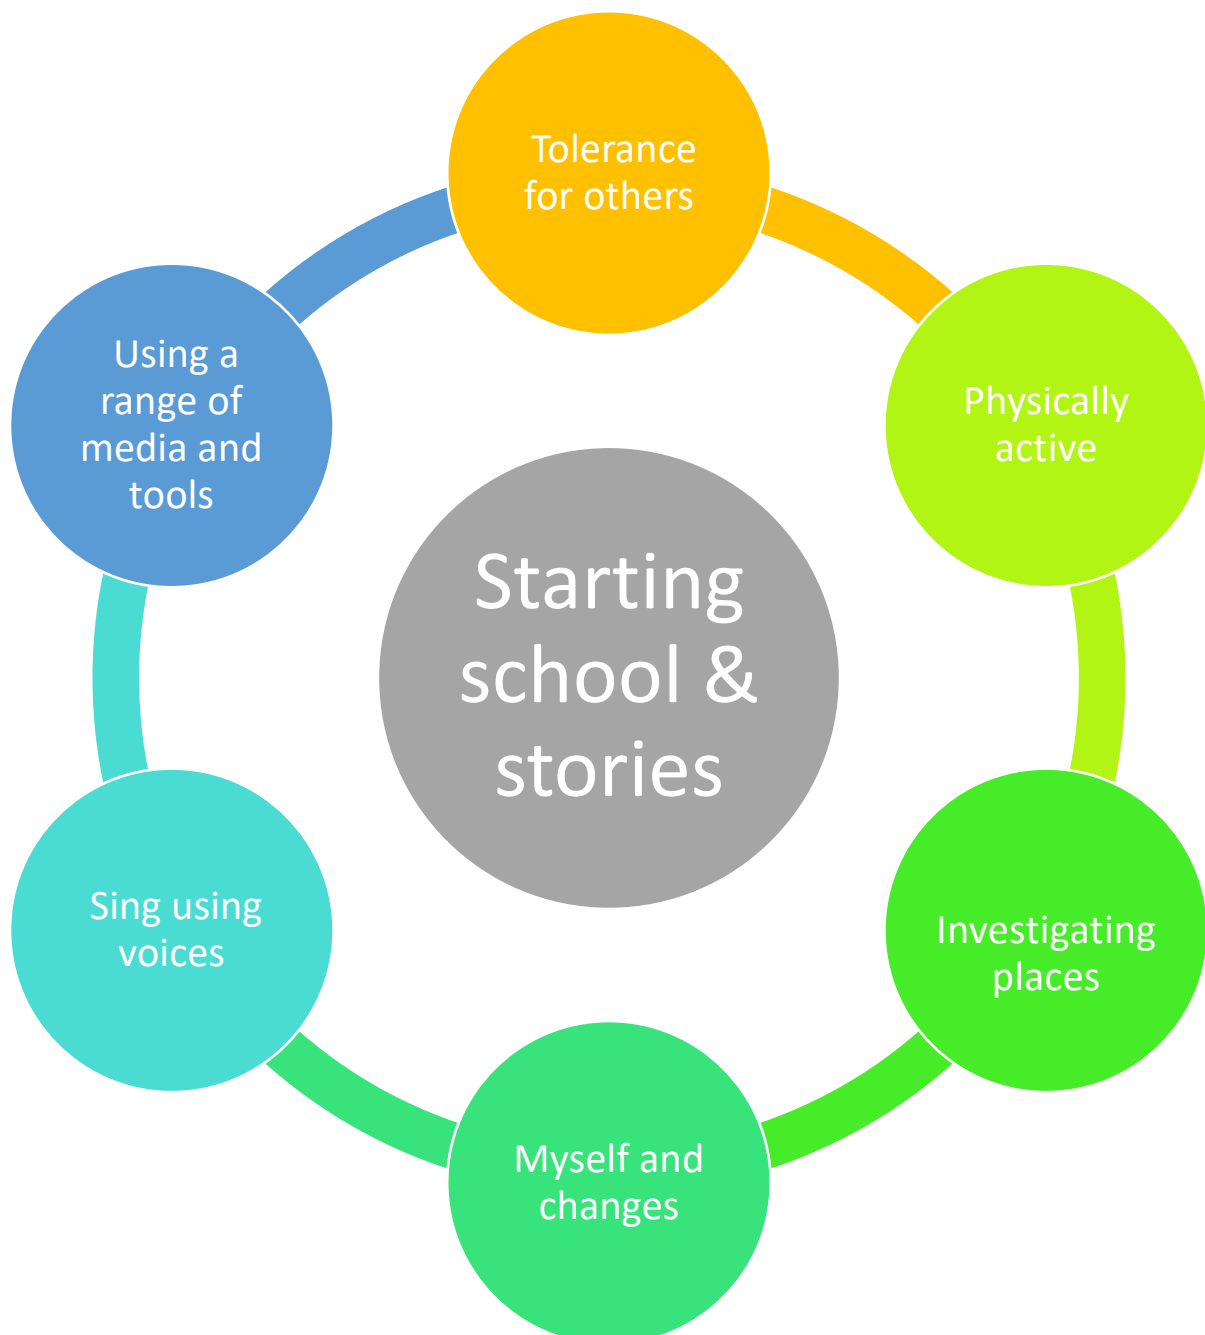 Tolerance
for others
Physically
active
Investigating
places
Myself and
changes
Sing using
voices
Using a
range of
media and
tools
Starting
school &
stories